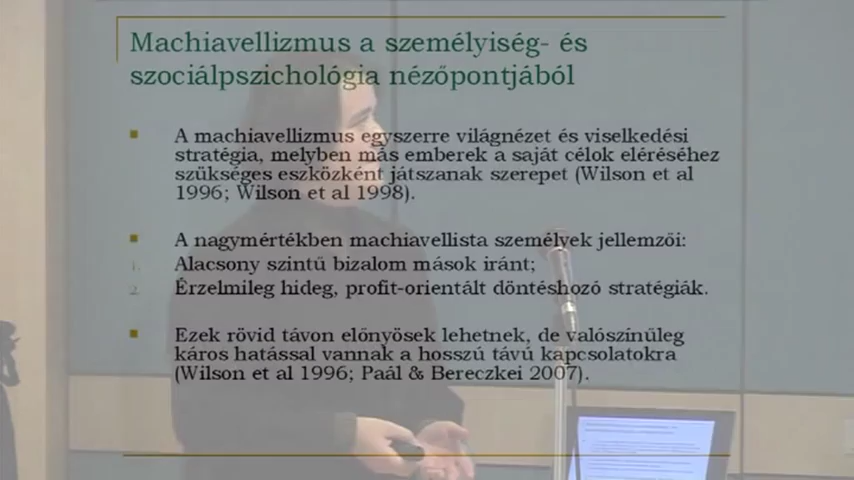 Machiavellizmus a személyiség- és
szociálpszichológia nézőpontjából
A machiavellizmus egyszerre világnézet és viselkedési
stratégia, melyben más emberek a saját célok eléréséhez
szükséges eszközként játszanak szerepet (Wilson et al
1996; Wilson et al 1998).
A nagymértékben machiavellista személyek jellemzői:
1. Alacsony szintű bizalom mások iránt;
2. Érzelmileg hideg, profit-orientált döntéshozó stratégiák.
Ezek rövid távon előnyösek lehetnek, de valószínűleg
káros hatással vannak a hosszú távú kapcsolatokra
(Wilson et al 1996; Paál & Bereczkei 2007).